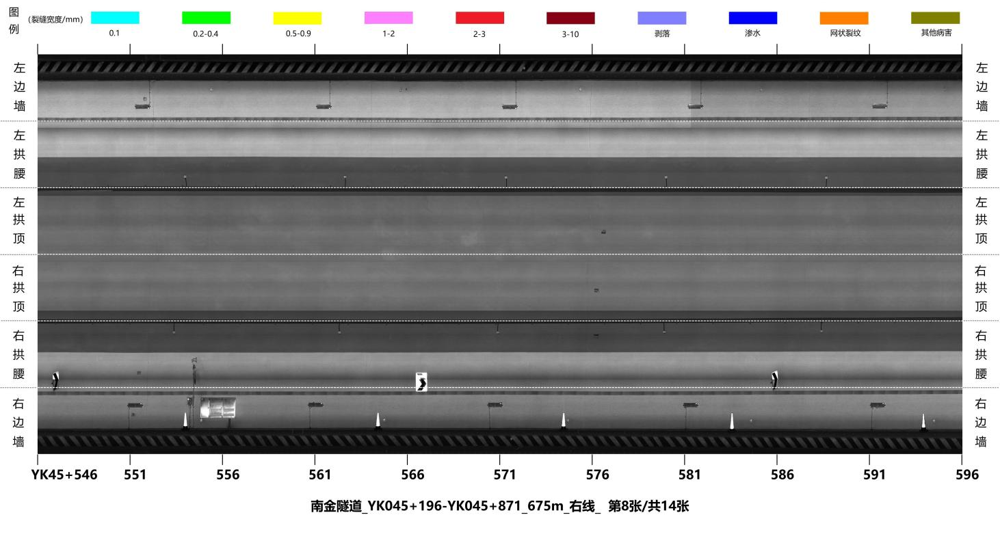 图例 (裂缝宽度/mm)
0.1 0.2-0.4 0.5-0.9 1-2 2-3 3-10 剥落 渗水 网状裂纹 其他病害
左边墙 左边墙
左拱腰 左拱腰
左拱顶 左拱顶
右拱顶 右拱顶
右拱腰 右拱腰
右边墙 右边墙
YK45+546 551 556 561 566 571 576 581 586 591 596
南金隧道_YK045+196-YK045+871_675m_右线_ 第8张/共14张